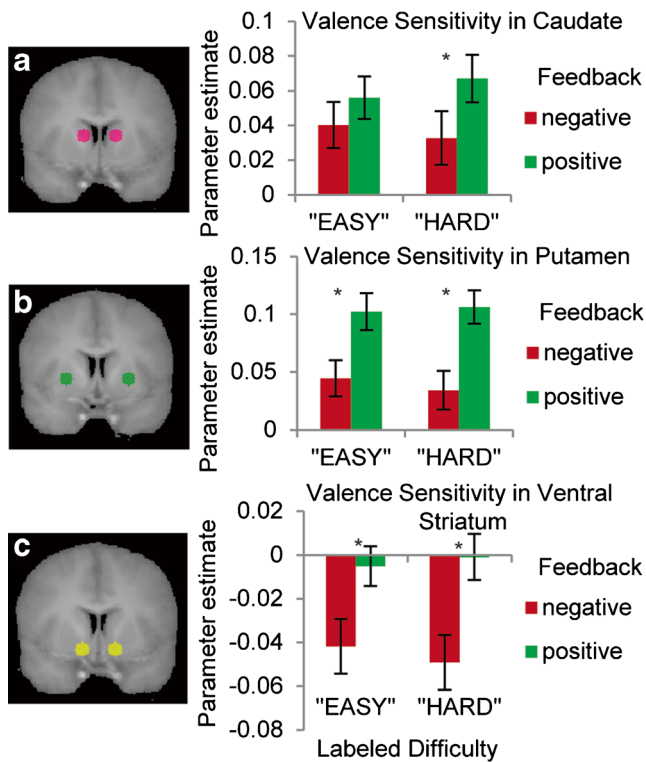 a
Valence Sensitivity in Caudate
Parameter estimate
0.1
0.08
0.06
0.04
0.02
0
*
"EASY" "HARD"
Feedback
negative
positive
b
Valence Sensitivity in Putamen
Parameter estimate
0.15
0.1
0.05
0
* *
"EASY" "HARD"
Feedback
negative
positive
c
Valence Sensitivity in Ventral
Striatum
Parameter estimate
0.02
0
-0.02
-0.04
-0.06
-0.08
* *
"EASY" "HARD"
Labeled Difficulty
Feedback
negative
positive